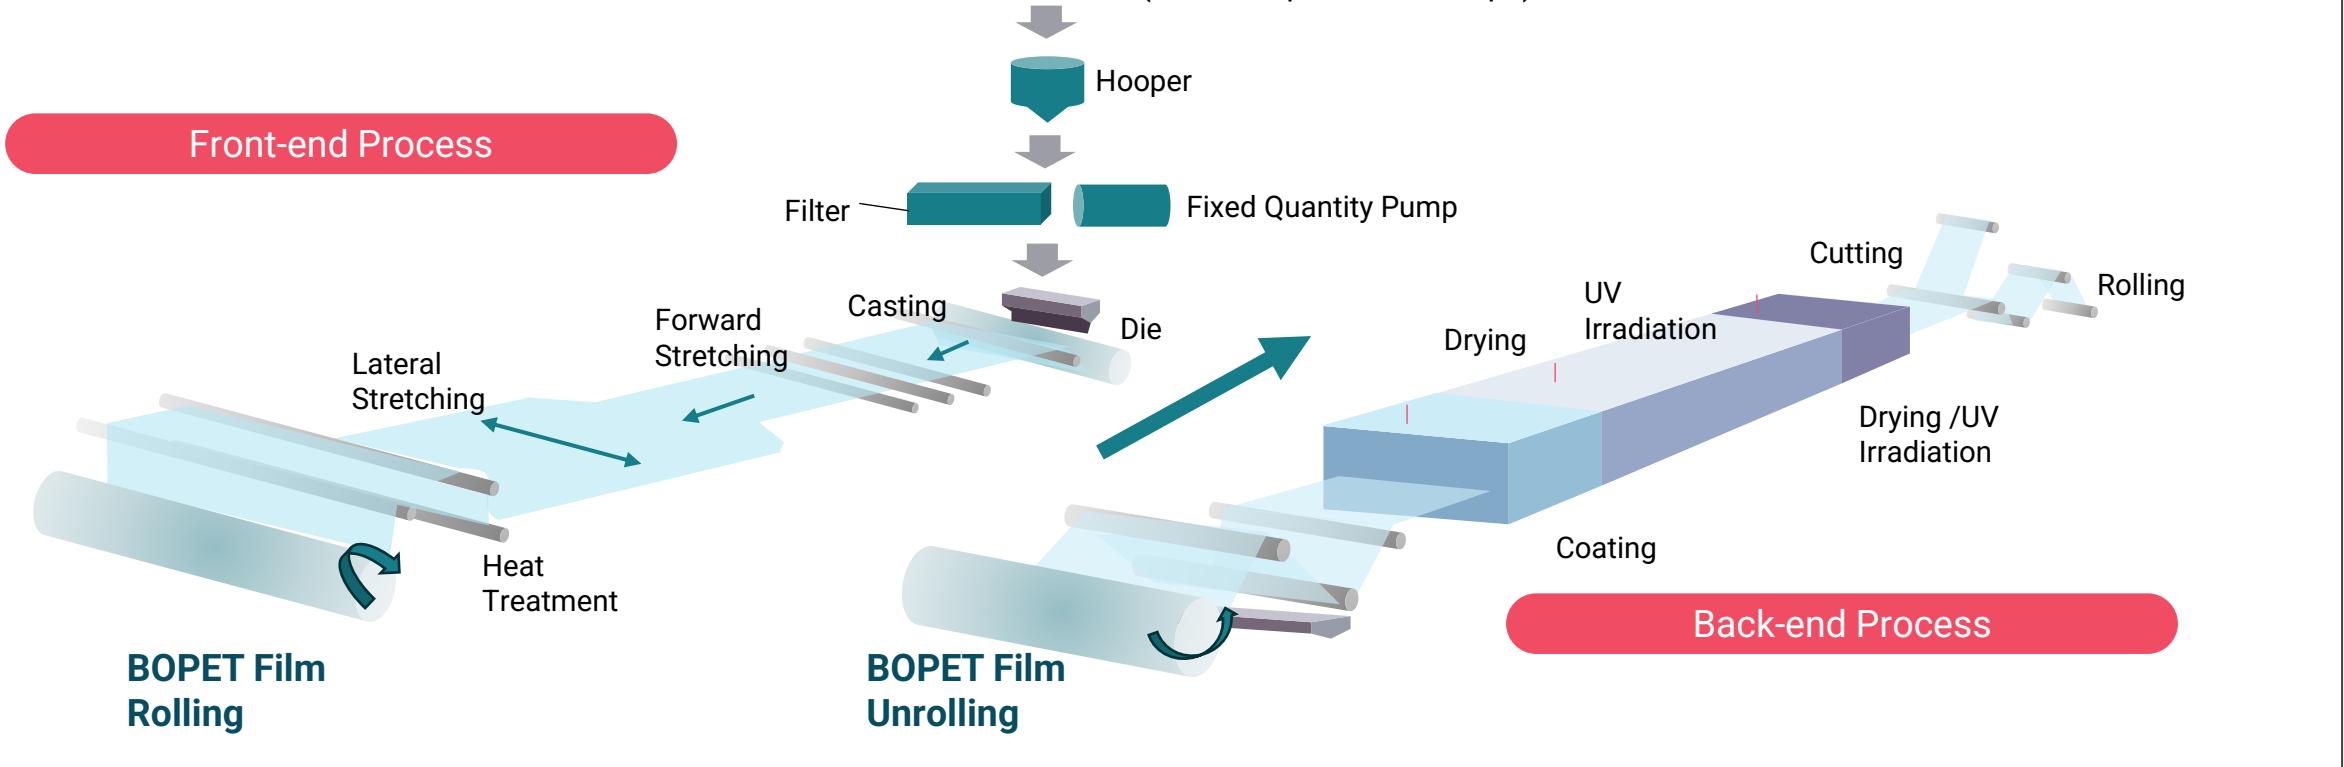 Hooper
Front-end Process
Filter
Fixed Quantity Pump
Casting
Die
Forward
Stretching
Lateral
Stretching
Heat
Treatment
BOPET Film
Rolling
BOPET Film
Unrolling
Cutting
Rolling
UV
Irradiation
Drying
Drying /UV
Irradiation
Coating
Back-end Process